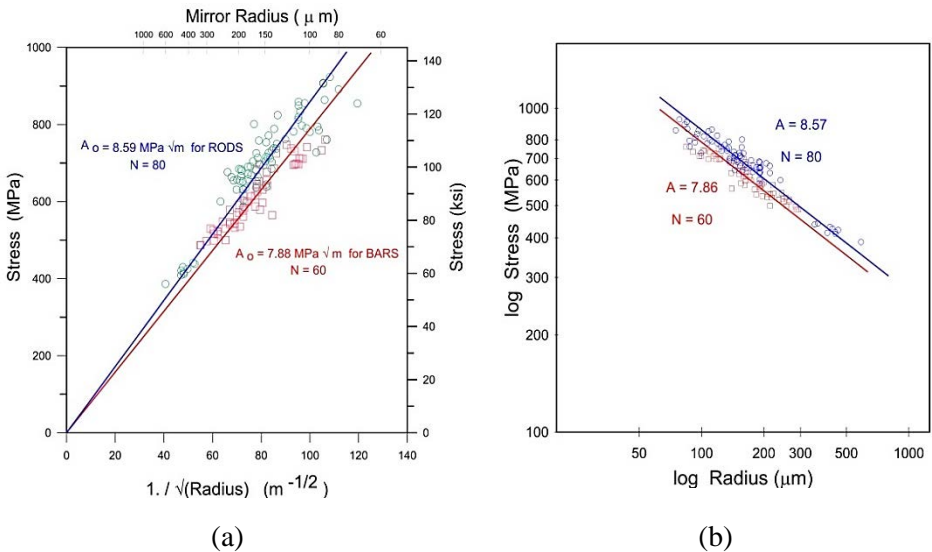 Mirror Radius ( μ m)
1000 600 500 400 300 200 150 100 80 60
1000
800
600
400
200
0
Stress (MPa)
140
120
100
80
60
40
20
0
Stress (ksi)
A o = 8.59 MPa √m for RODS
N = 80
A o = 7.88 MPa √ m for BARS
N = 60
0 20 40 60 80 100 120 140
1. / √(Radius) (m -1/2 )
(a)
1000
900
800
700
600
500
400
300
200
100
log Stress (MPa)
A = 8.57
N = 80
A = 7.86
N = 60
50 100 200 300 500 1000
log Radius (μm)
(b)